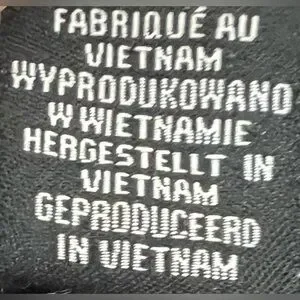 FABRIQUÉ AU
VIETNAM
WYPRODUKOWANO
W WIETNAMIE
HERGESTELLT IN
VIETNAM
GEPRODUCEERD
IN VIETNAM